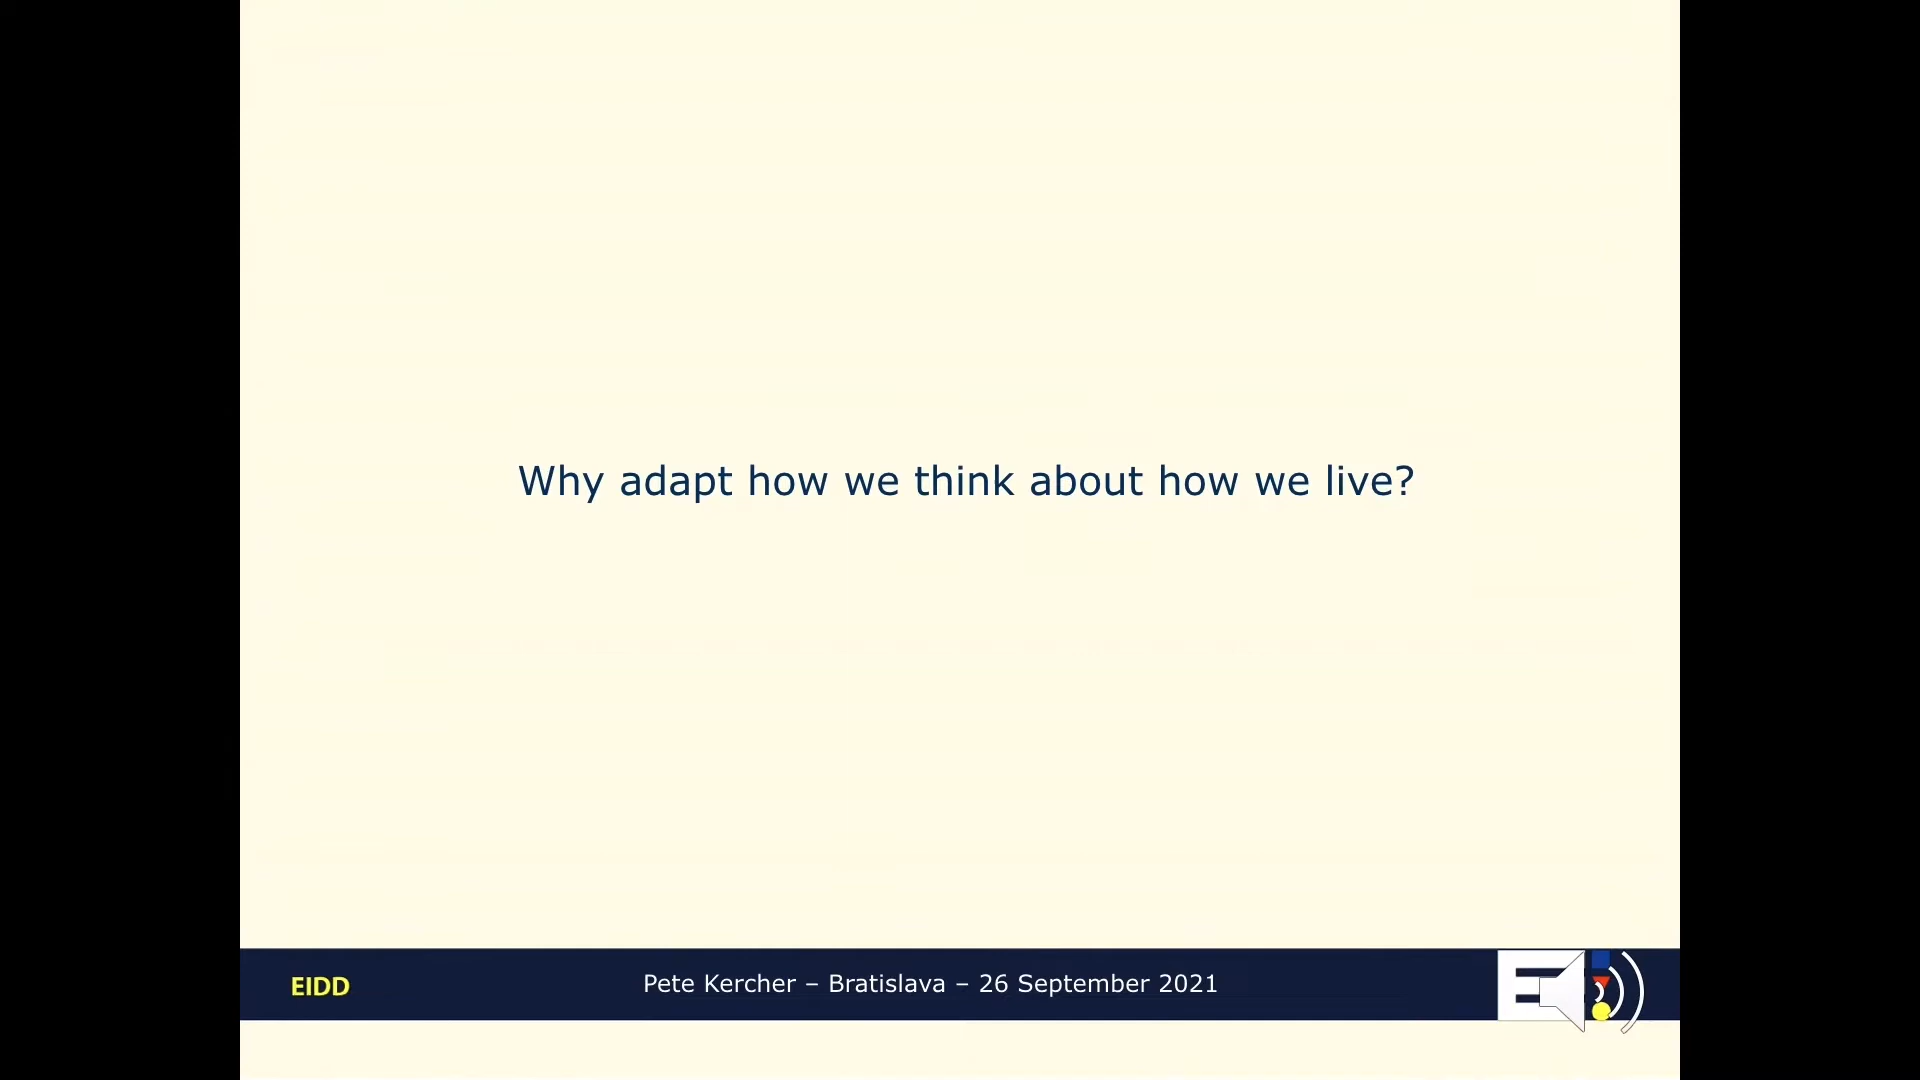 Why adapt how we think about how we live?
EIDD
Pete Kercher – Bratislava – 26 September 2021